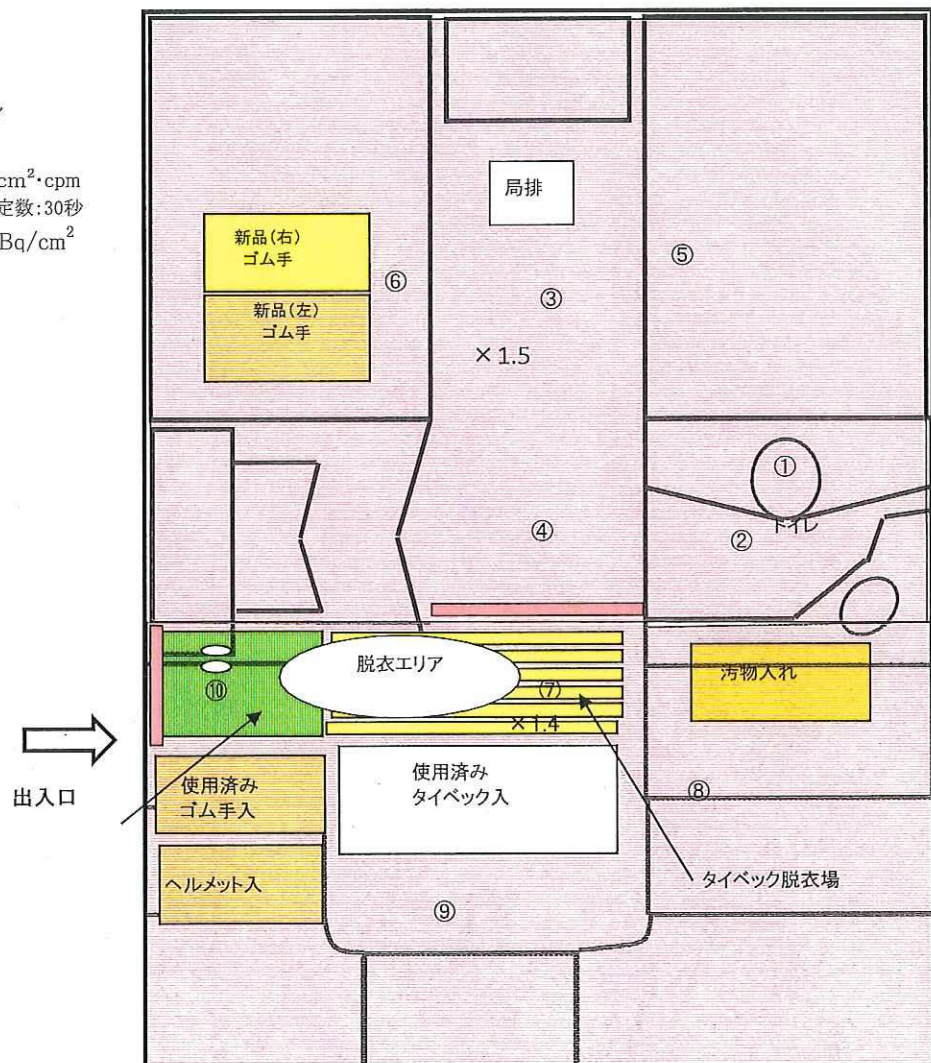 cm²・cpm
定数:30秒
Bq/cm²
局排
新品(右)
ゴム手
⑤
⑥
③
新品(左)
ゴム手
×1.5
①
④
②
トイレ
脱衣エリア
汚物入れ
⑩
(7)
×1.4
使用済み
タイベック入
使用済み
ゴム手入
出入口
⑧
ヘルメット入
タイベック脱衣場
⑨